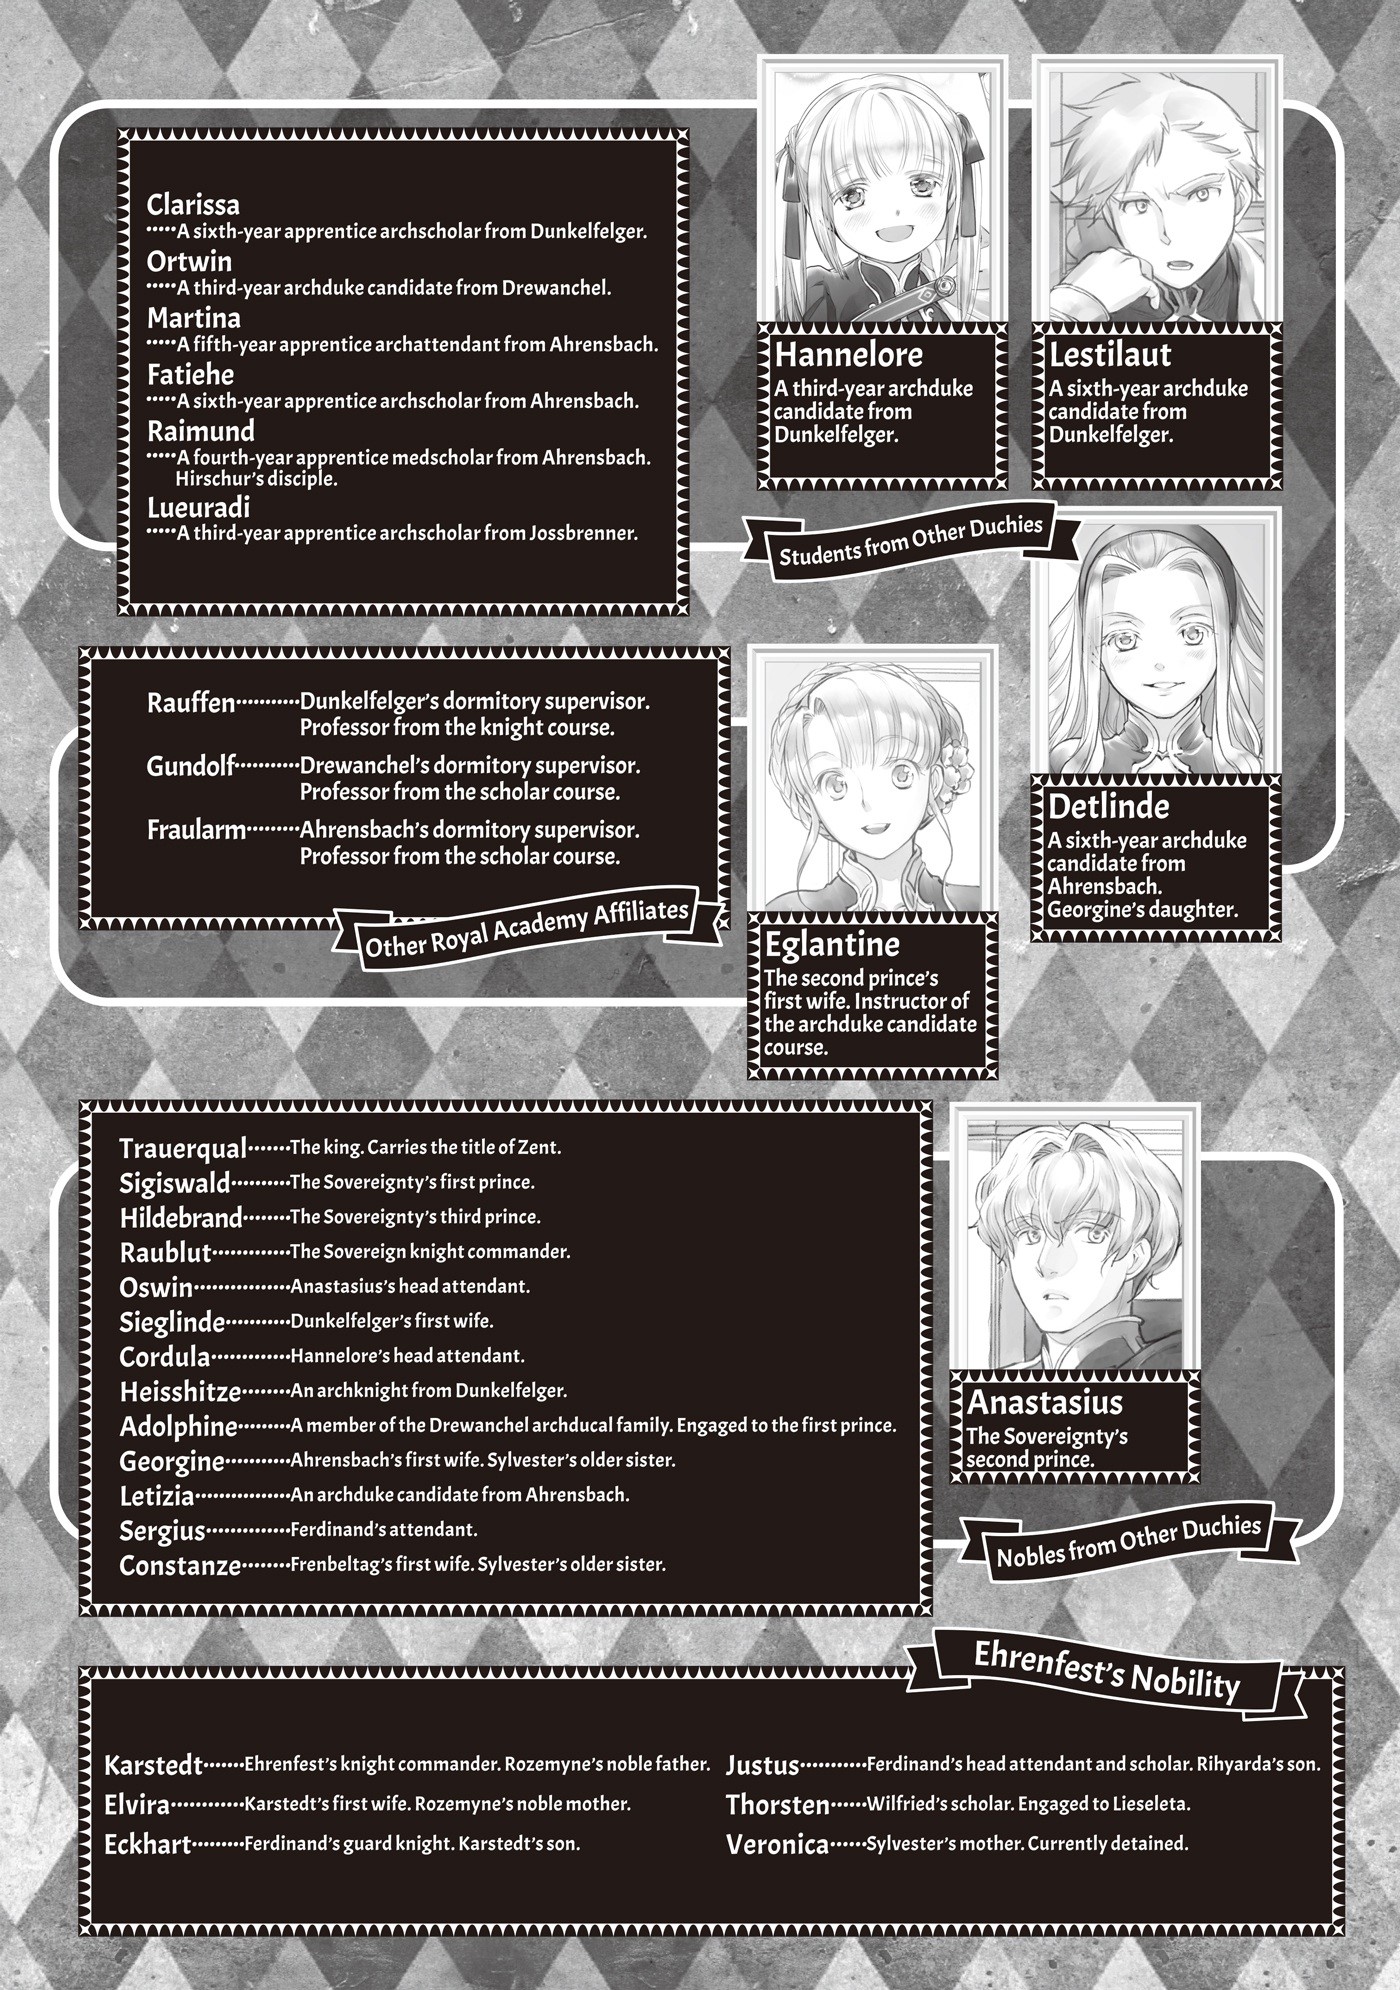 Clarissa
·····A sixth-year apprentice archscholar from Dunkelfelger.
Ortwin
·····A third-year archduke candidate from Drewanchel.
Martina
·····A fifth-year apprentice archattendant from Ahrensbach.
Fatiehe
·····A sixth-year apprentice archscholar from Ahrensbach.
Raimund
·····A fourth-year apprentice medscholar from Ahrensbach.
Hirschur’s disciple.
Lueuradi
·····A third-year apprentice archscholar from Jossbrenner.
Hannelore
A third-year archduke
candidate from
Dunkelfelger.
Lestilaut
A sixth-year archduke
candidate from
Dunkelfelger.
Students from Other Duchies
Detlinde
A sixth-year archduke
candidate from
Ahrensbach.
Georgine’s daughter.
Rauffen···········Dunkelfelger’s dormitory supervisor.
Professor from the knight course.
Gundolf··········Drewanchel’s dormitory supervisor.
Professor from the scholar course.
Fraularm·········Ahrensbach’s dormitory supervisor.
Professor from the scholar course.
Other Royal Academy Affiliates
Eglantine
The second prince’s
first wife. Instructor of
the archduke candidate
course.
Trauerqual·······The king. Carries the title of Zent.
Sigiswald··········The Sovereignty’s first prince.
Hildebrand········The Sovereignty’s third prince.
Raublut·············The Sovereign knight commander.
Oswin················Anastasius’s head attendant.
Sieglinde···········Dunkelfelger’s first wife.
Cordula·············Hannelore’s head attendant.
Heisshitze········An archknight from Dunkelfelger.
Adolphine·········A member of the Drewanchel archducal family. Engaged to the first prince.
Georgine···········Ahrensbach’s first wife. Sylvester’s older sister.
Letizia················An archduke candidate from Ahrensbach.
Sergius··············Ferdinand’s attendant.
Constanze········Frenbeltag’s first wife. Sylvester’s older sister.
Anastasius
The Sovereignty’s
second prince.
Nobles from Other Duchies
Ehrenfest’s Nobility
Karstedt·······Ehrenfest’s knight commander. Rozemyne’s noble father.
Elvira············Karstedt’s first wife. Rozemyne’s noble mother.
Eckhart·········Ferdinand’s guard knight. Karstedt’s son.
Justus···········Ferdinand’s head attendant and scholar. Rihyarda’s son.
Thorsten······Wilfried’s scholar. Engaged to Lieseleta.
Veronica······Sylvester’s mother. Currently detained.